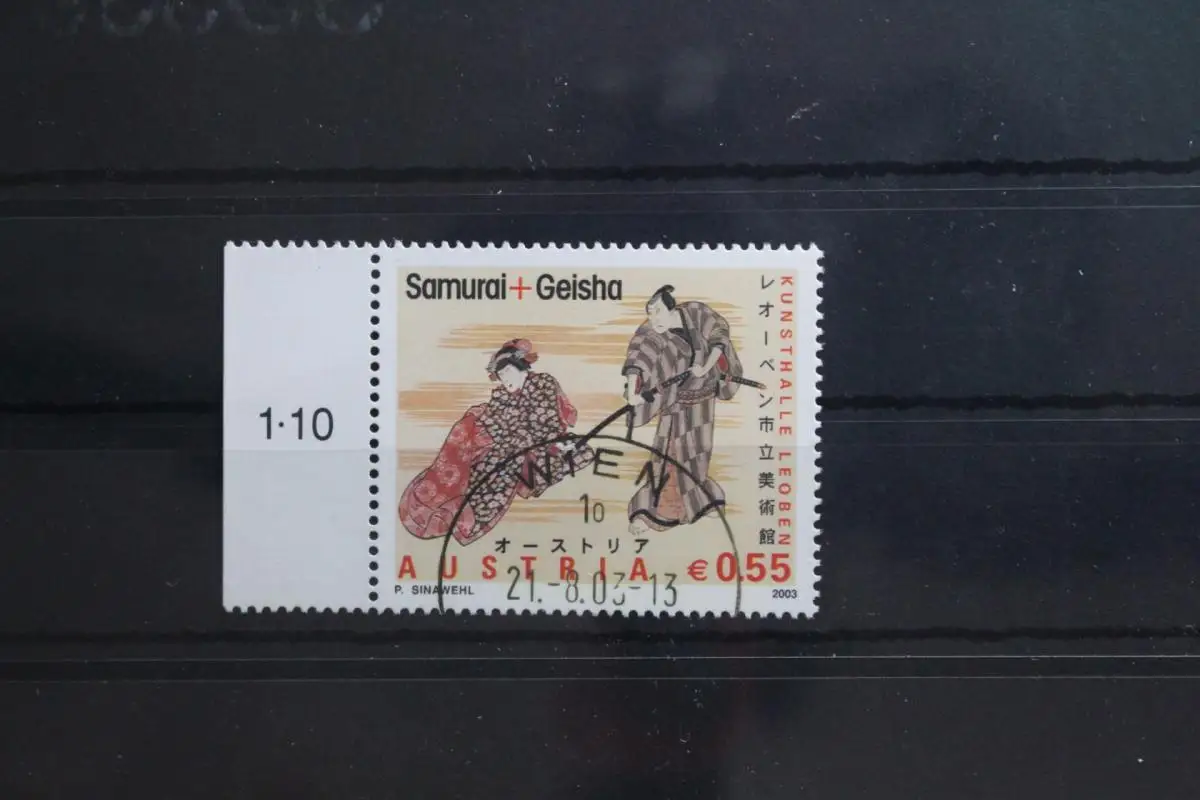 1·10
Samurai+Geisha
KUNSTHALLE LEOBEN
レオーベン市立美術館
WIEN
10
オーストリア
AUSTRIA €0.55
21.-8.03-13
P. SINAWEHL
2003